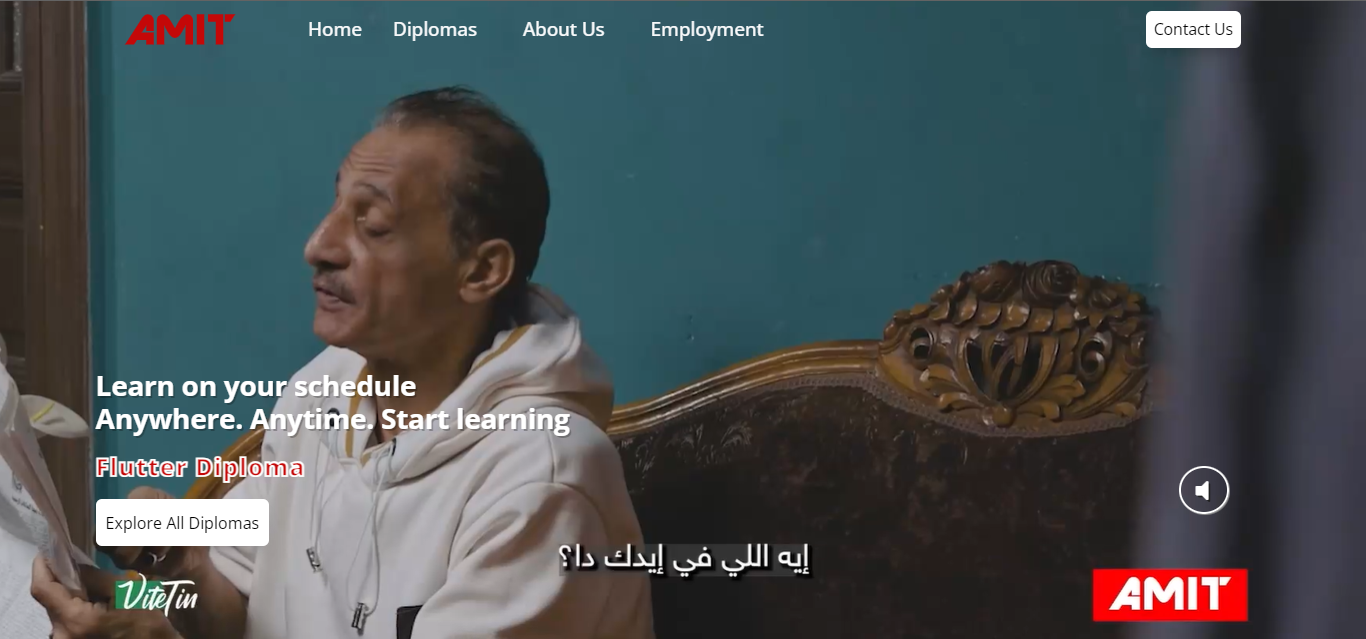 AMIT
Home
Diplomas
About Us
Employment
Contact Us
Learn on your schedule
Anywhere. Anytime. Start learning
Flutter Diploma
Explore All Diplomas
إيه اللي في إيدك دا؟
ViteTin
AMIT